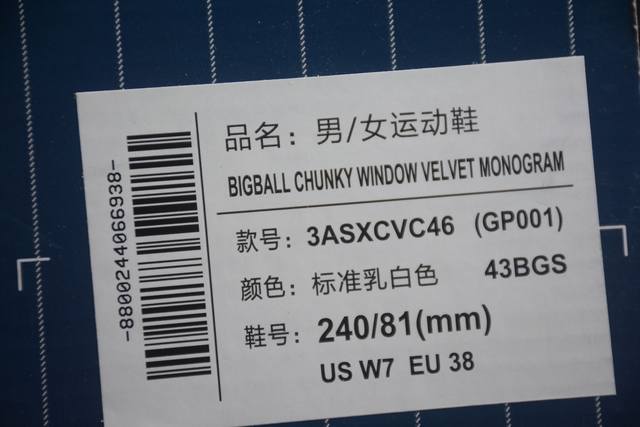 -8800244066938-
品名：男/女运动鞋
BIGBALL CHUNKY WINDOW VELVET MONOGRAM
款号：3ASXCVC46 (GP001)
颜色：标准乳白色 43BGS
鞋号：240/81(mm)
US W7 EU 38